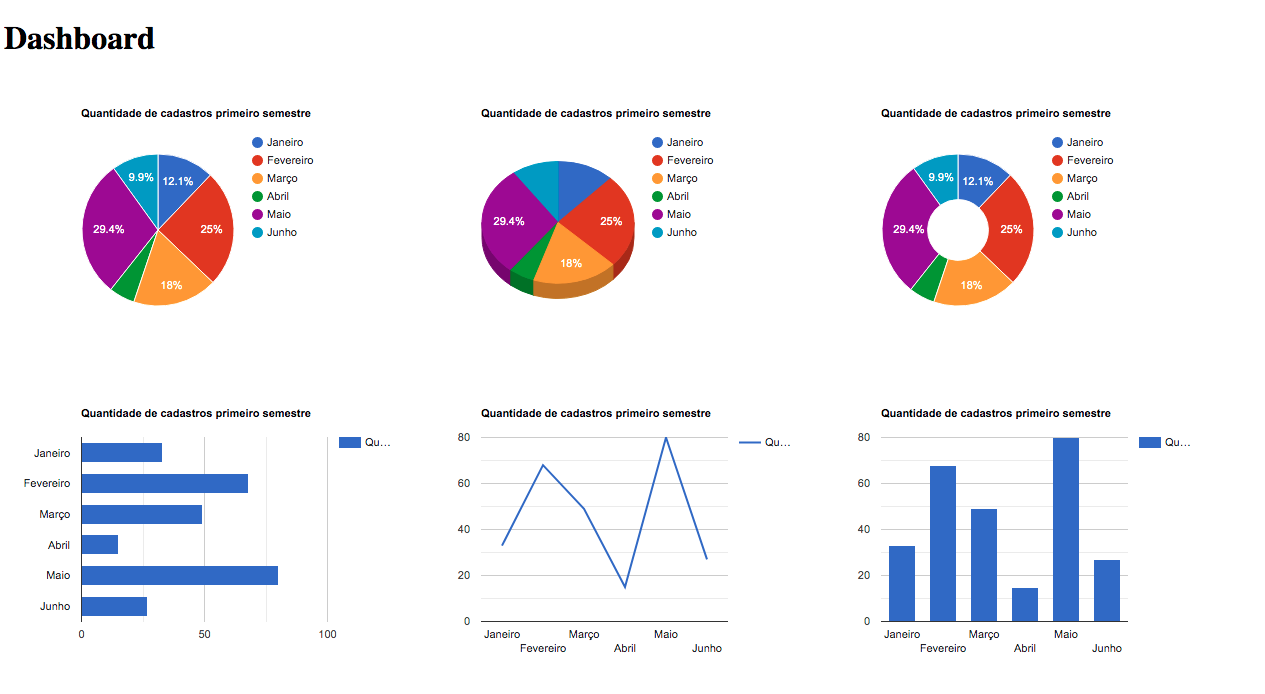 Dashboard
Quantidade de cadastros primeiro semestre
Janeiro
Fevereiro
Março
Abril
Maio
Junho
9.9%
12.1%
29.4%
25%
18%
Quantidade de cadastros primeiro semestre
Janeiro
Fevereiro
Março
Abril
Maio
Junho
29.4%
25%
18%
Quantidade de cadastros primeiro semestre
Janeiro
Fevereiro
Março
Abril
Maio
Junho
9.9%
12.1%
29.4%
25%
18%
Quantidade de cadastros primeiro semestre
Qu...
Janeiro
Fevereiro
Março
Abril
Maio
Junho
0 50 100
Quantidade de cadastros primeiro semestre
Qu...
80
60
40
20
0
Janeiro Março Maio
Fevereiro Abril Junho
Quantidade de cadastros primeiro semestre
Qu...
80
60
40
20
0
Janeiro Março Maio
Fevereiro Abril Junho